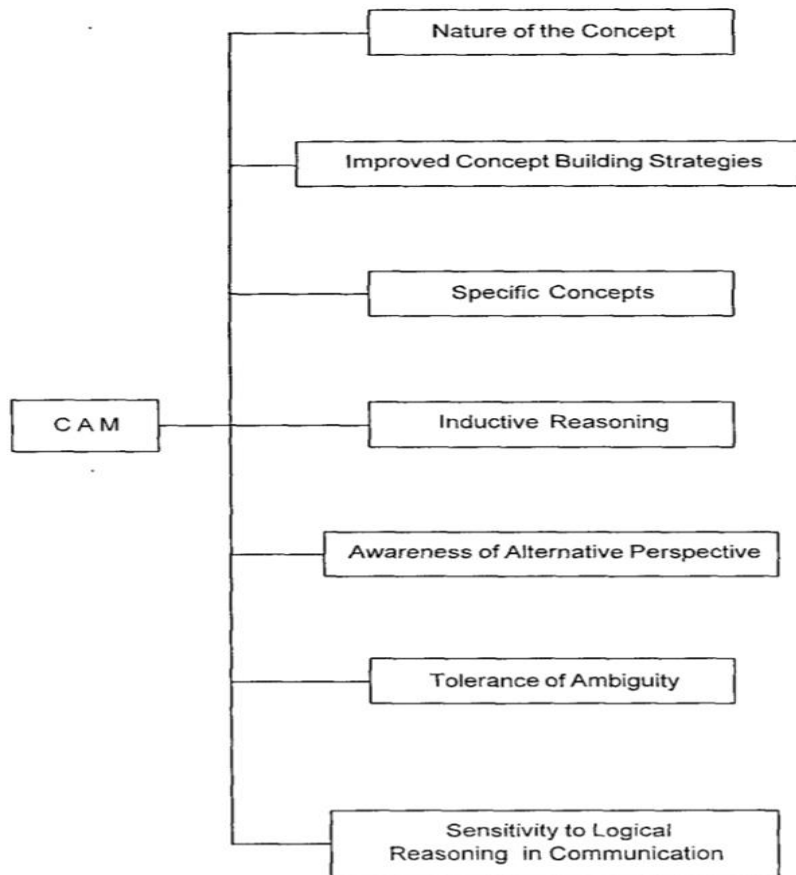 Nature of the Concept
Improved Concept Building Strategies
Specific Concepts
C A M
Inductive Reasoning
Awareness of Alternative Perspective
Tolerance of Ambiguity
Sensitivity to Logical
Reasoning in Communication